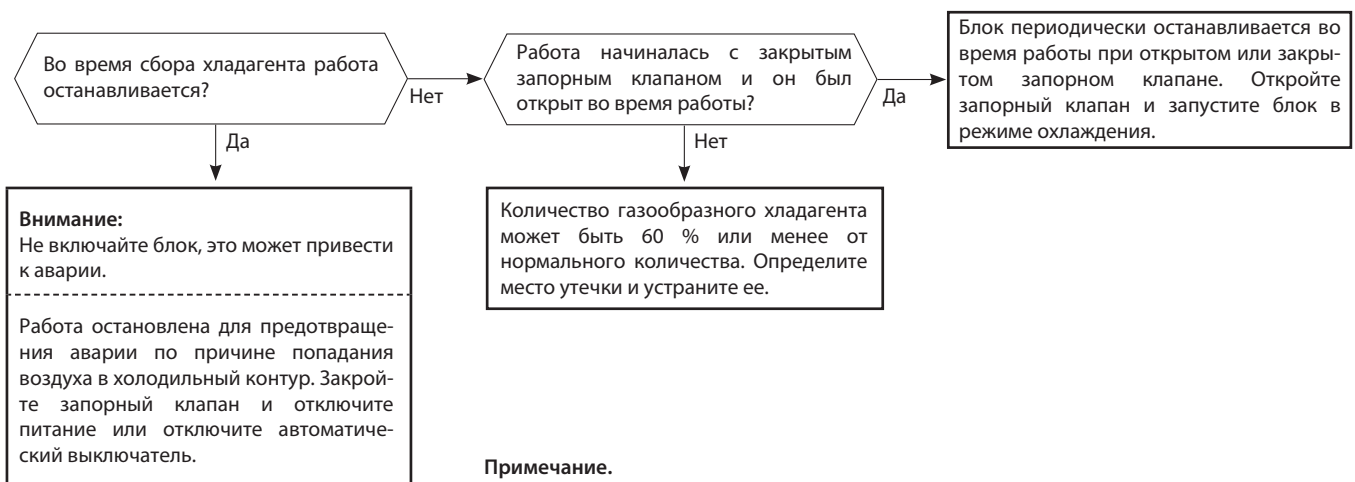 Во время сбора хладагента работа
останавливается?
Нет
Да
Работа начиналась с закрытым
запорным клапаном и он был
открыт во время работы?
Да
Нет
Блок периодически останавливается во
время работы при открытом или закры-
том запорном клапане. Откройте
запорный клапан и запустите блок в
режиме охлаждения.
Внимание:
Не включайте блок, это может привести
к аварии.
Работа остановлена для предотвраще-
ния аварии по причине попадания
воздуха в холодильный контур. Закрой-
те запорный клапан и отключите
питание или отключите автоматиче-
ский выключатель.
Количество газообразного хладагента
может быть 60 % или менее от
нормального количества. Определите
место утечки и устраните ее.
Примечание.